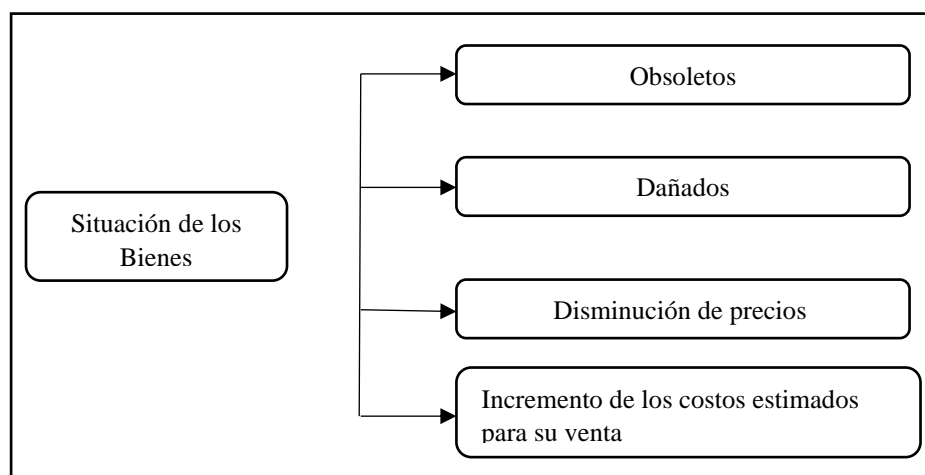 Obsoletos
Dañados
Situación de los
Bienes
Disminución de precios
Incremento de los costos estimados
para su venta